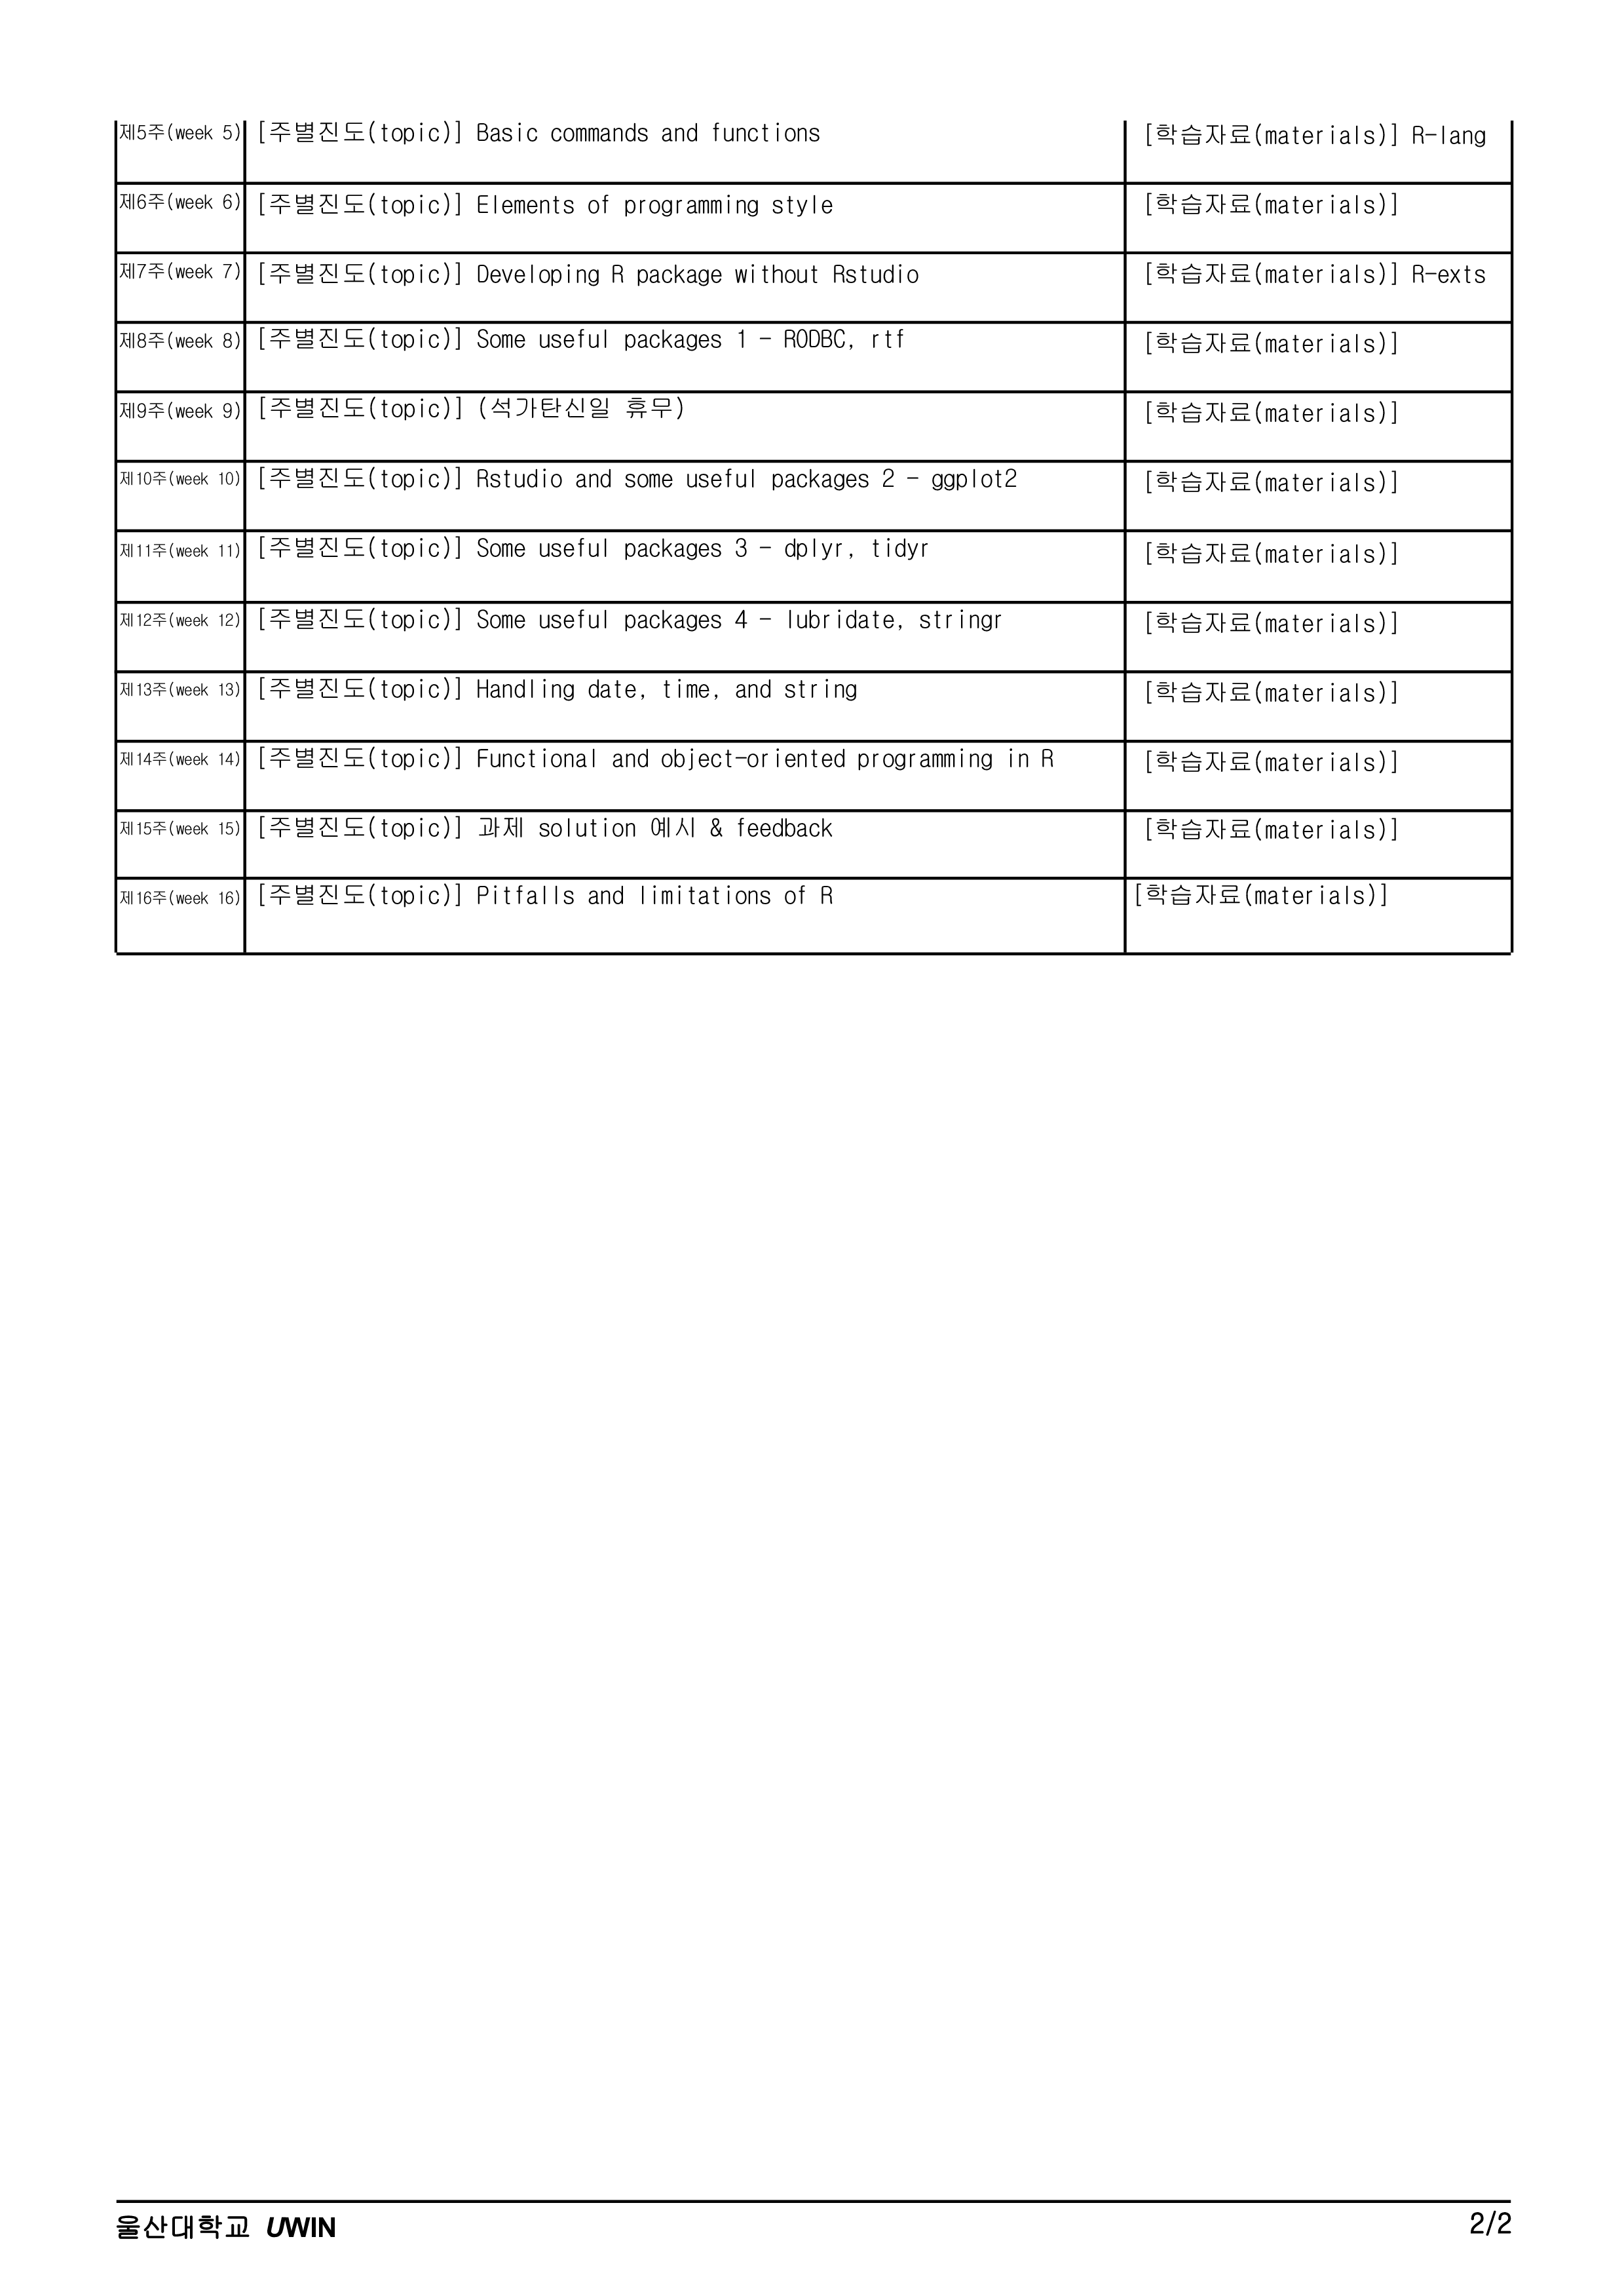 제5주(week 5) [주별진도(topic)] Basic commands and functions [학습자료(materials)] R-lang
제6주(week 6) [주별진도(topic)] Elements of programming style [학습자료(materials)]
제7주(week 7) [주별진도(topic)] Developing R package without Rstudio [학습자료(materials)] R-exts
제8주(week 8) [주별진도(topic)] Some useful packages 1 - RODBC, rtf [학습자료(materials)]
제9주(week 9) [주별진도(topic)] (석가탄신일 휴무) [학습자료(materials)]
제10주(week 10) [주별진도(topic)] Rstudio and some useful packages 2 - ggplot2 [학습자료(materials)]
제11주(week 11) [주별진도(topic)] Some useful packages 3 - dplyr, tidyr [학습자료(materials)]
제12주(week 12) [주별진도(topic)] Some useful packages 4 - lubridate, stringr [학습자료(materials)]
제13주(week 13) [주별진도(topic)] Handling date, time, and string [학습자료(materials)]
제14주(week 14) [주별진도(topic)] Functional and object-oriented programming in R [학습자료(materials)]
제15주(week 15) [주별진도(topic)] 과제 solution 예시 & feedback [학습자료(materials)]
제16주(week 16) [주별진도(topic)] Pitfalls and limitations of R [학습자료(materials)]
울산대학교 UWIN 2/2